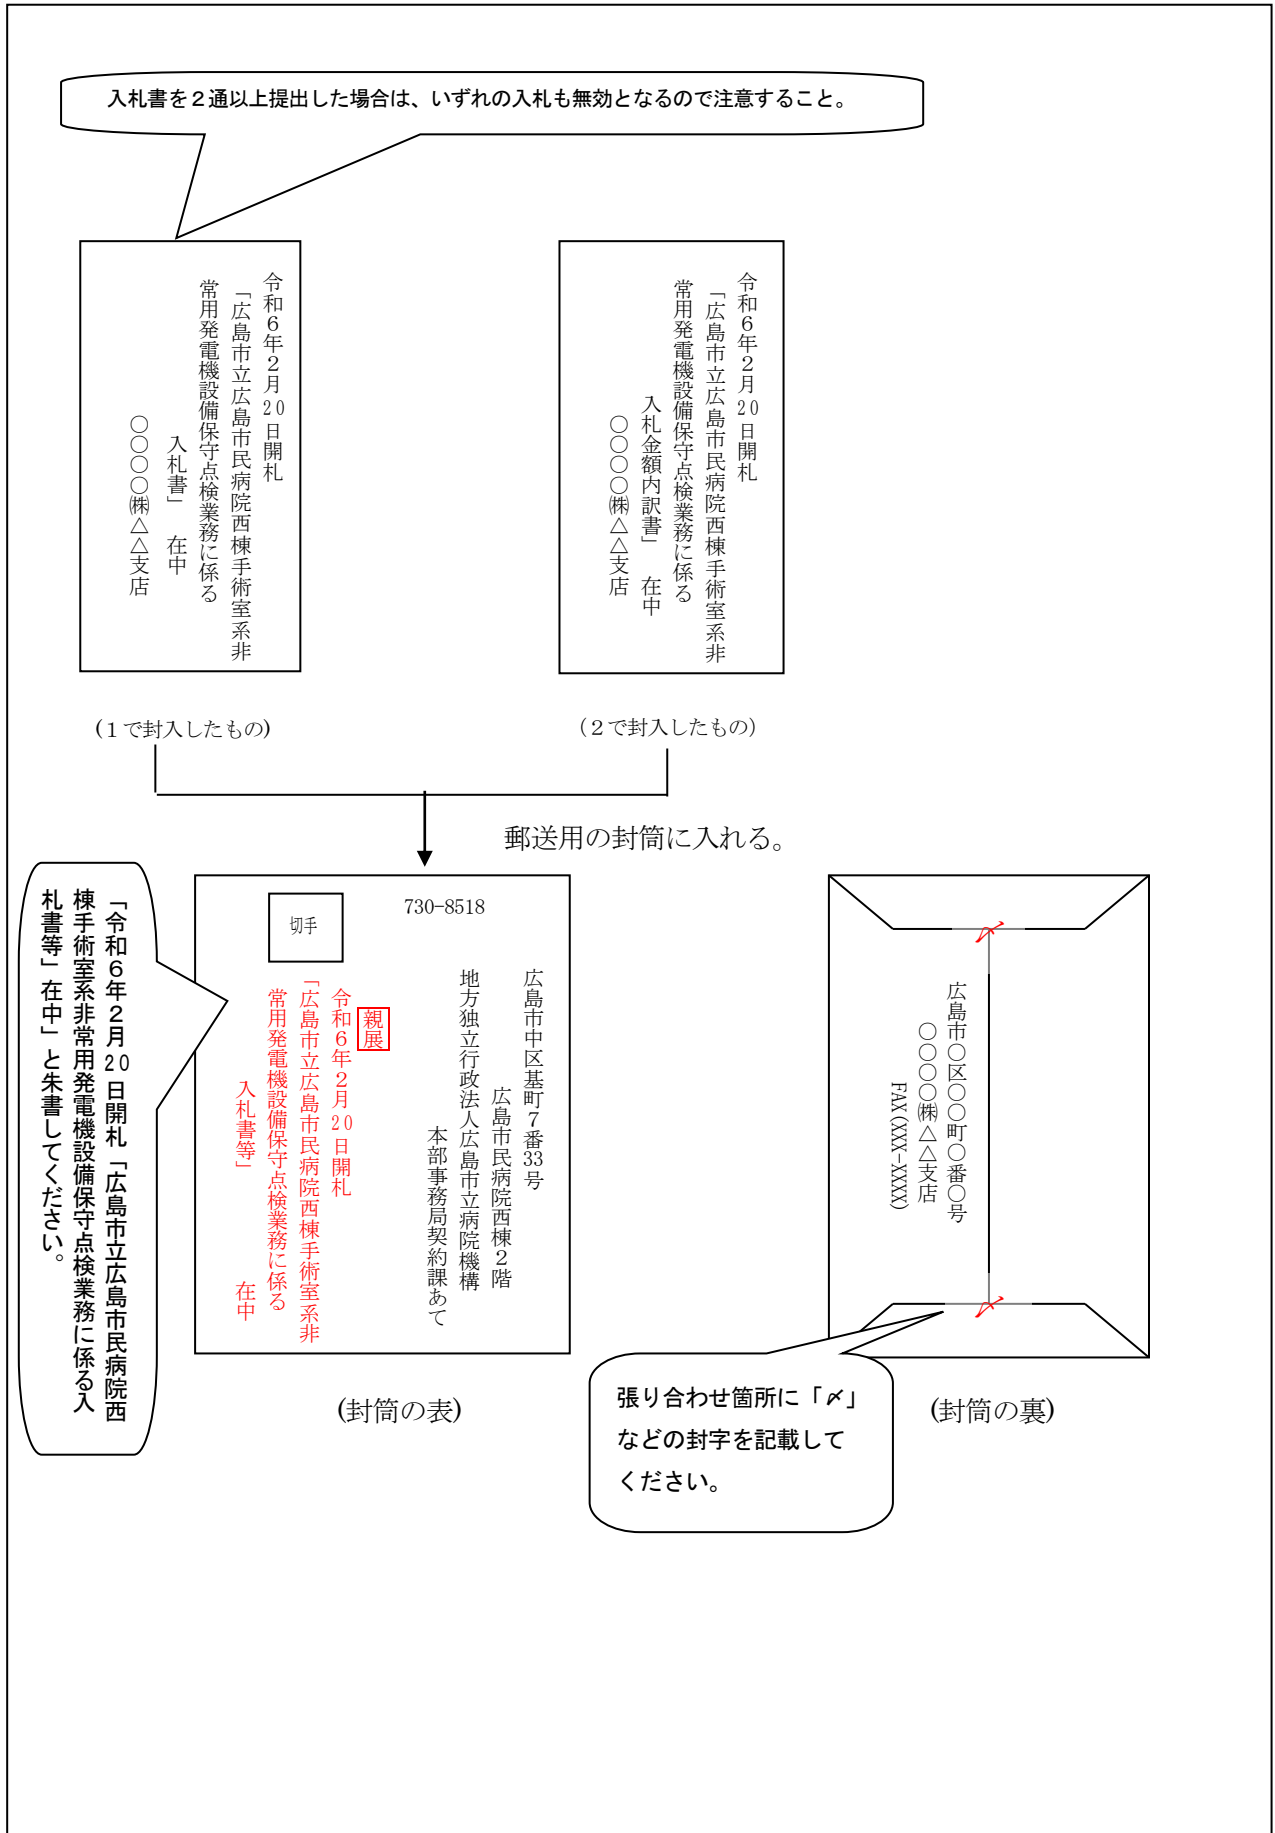 入札書を２通以上提出した場合は、いずれの入札も無効となるので注意すること。
令和６年２月20日開札
「広島市立広島市民病院西棟手術室系非
常用発電機設備保守点検業務に係る
入札書」　在中
○○○○㈱△△支店
令和６年２月20日開札
「広島市立広島市民病院西棟手術室系非
常用発電機設備保守点検業務に係る
入札金額内訳書」　在中
○○○○㈱△△支店
(１で封入したもの)
(２で封入したもの)
郵送用の封筒に入れる。
「令和６年２月20日開札「広島市立広島市民病院西
棟手術室系非常用発電機設備保守点検業務に係る入
札書等」在中」と朱書してください。
切手
730-8518
広島市中区基町７番33号
広島市民病院西棟２階
地方独立行政法人広島市立病院機構
本部事務局契約課あて
親展
令和６年２月20日開札
「広島市立広島市民病院西棟手術室系非
常用発電機設備保守点検業務に係る
入札書等」　在中
(封筒の表)
〆
広島市○区○○町○番○号
○○○○㈱△△支店
FAX(XXX-XXXX)
〆
張り合わせ箇所に「〆」
などの封字を記載して
ください。
(封筒の裏)